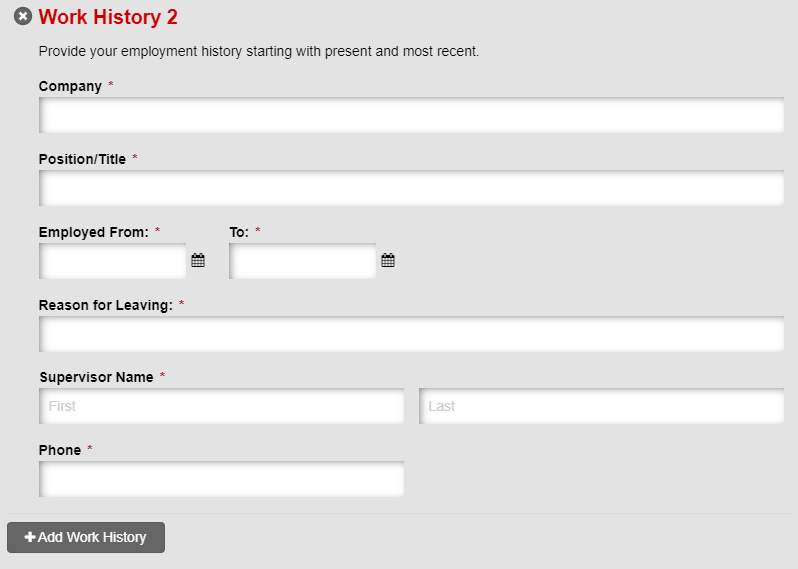 Work History 2
Provide your employment history starting with present and most recent.
Company *
Position/Title *
Employed From: * To: *
Reason for Leaving: *
Supervisor Name *
First Last
Phone *
Add Work History